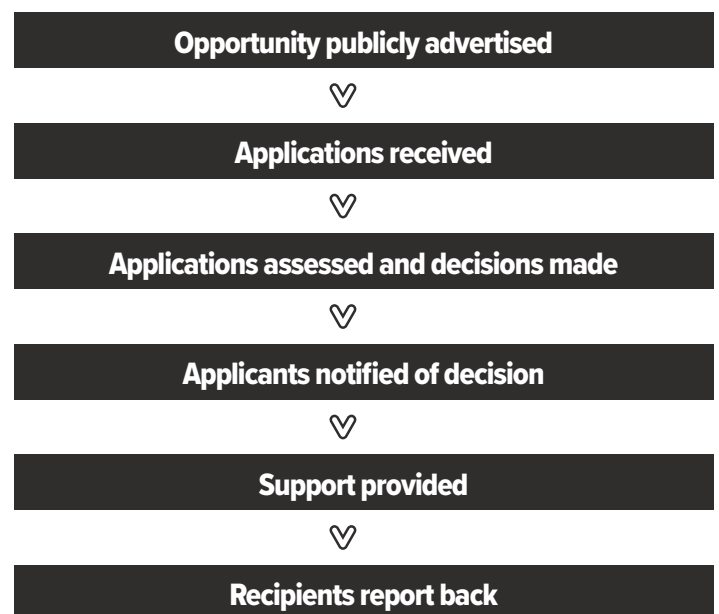 Opportunity publicly advertised
Applications received
Applications assessed and decisions made
Applicants notified of decision
Support provided
Recipients report back